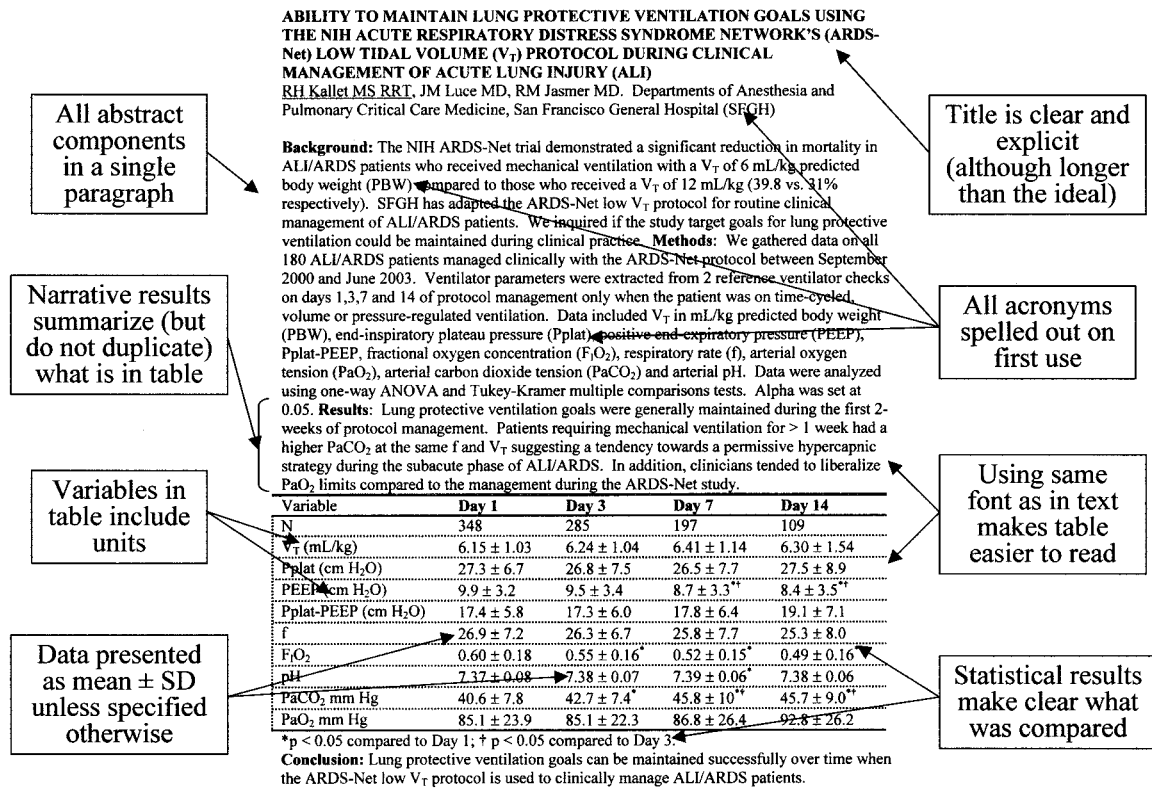 ABILITY TO MAINTAIN LUNG PROTECTIVE VENTILATION GOALS USING
THE NIH ACUTE RESPIRATORY DISTRESS SYNDROME NETWORK'S (ARDS-
Net) LOW TIDAL VOLUME (V_T) PROTOCOL DURING CLINICAL
MANAGEMENT OF ACUTE LUNG INJURY (ALI)
RH Kallet MS RRT, JM Luce MD, RM Jasmer MD. Departments of Anesthesia and
Pulmonary Critical Care Medicine, San Francisco General Hospital (SFGH)
Background: The NIH ARDS-Net trial demonstrated a significant reduction in mortality in
ALI/ARDS patients who received mechanical ventilation with a V_T of 6 mL/kg predicted
body weight (PBW) compared to those who received a V_T of 12 mL/kg (39.8 vs. 31%
respectively). SFGH has adapted the ARDS-Net low V_T protocol for routine clinical
management of ALI/ARDS patients. We inquired if the study target goals for lung protective
ventilation could be maintained during clinical practice. Methods: We gathered data on all
180 ALI/ARDS patients managed clinically with the ARDS-Net protocol between September
2000 and June 2003. Ventilator parameters were extracted from 2 reference ventilator checks
on days 1,3,7 and 14 of protocol management only when the patient was on time-cycled,
volume or pressure-regulated ventilation. Data included V_T in mL/kg predicted body weight
(PBW), end-inspiratory plateau pressure (Pplat), positive end-expiratory pressure (PEEP),
Pplat-PEEP, fractional oxygen concentration (F_IO_2), respiratory rate (f), arterial oxygen
tension (PaO_2), arterial carbon dioxide tension (PaCO_2) and arterial pH. Data were analyzed
using one-way ANOVA and Tukey-Kramer multiple comparisons tests. Alpha was set at
0.05. Results: Lung protective ventilation goals were generally maintained during the first 2-
weeks of protocol management. Patients requiring mechanical ventilation for > 1 week had a
higher PaCO_2 at the same f and V_T suggesting a tendency towards a permissive hypercapnic
strategy during the subacute phase of ALI/ARDS. In addition, clinicians tended to liberalize
PaO_2 limits compared to the management during the ARDS-Net study.
Variable Day 1 Day 3 Day 7 Day 14
N 348 285 197 109
V_T (mL/kg) 6.15 ± 1.03 6.24 ± 1.04 6.41 ± 1.14 6.30 ± 1.54
Pplat (cm H_2O) 27.3 ± 6.7 26.8 ± 7.5 26.5 ± 7.7 27.5 ± 8.9
PEEP (cm H_2O) 9.9 ± 3.2 9.5 ± 3.4 8.7 ± 3.3*† 8.4 ± 3.5*†
Pplat-PEEP (cm H_2O) 17.4 ± 5.8 17.3 ± 6.0 17.8 ± 6.4 19.1 ± 7.1
f 26.9 ± 7.2 26.3 ± 6.7 25.8 ± 7.7 25.3 ± 8.0
F_IO_2 0.60 ± 0.18 0.55 ± 0.16* 0.52 ± 0.15* 0.49 ± 0.16*
pH 7.37 ± 0.08 7.38 ± 0.07 7.39 ± 0.06* 7.38 ± 0.06
PaCO_2 mm Hg 40.6 ± 7.8 42.7 ± 7.4* 45.8 ± 10*† 45.7 ± 9.0*†
PaO_2 mm Hg 85.1 ± 23.9 85.1 ± 22.3 86.8 ± 26.4 92.8 ± 26.2
*p < 0.05 compared to Day 1; † p < 0.05 compared to Day 3.
Conclusion: Lung protective ventilation goals can be maintained successfully over time when
the ARDS-Net low V_T protocol is used to clinically manage ALI/ARDS patients.
All abstract
components
in a single
paragraph
Narrative results
summarize (but
do not duplicate)
what is in table
Variables in
table include
units
Data presented
as mean ± SD
unless specified
otherwise
Title is clear and
explicit
(although longer
than the ideal)
All acronyms
spelled out on
first use
Using same
font as in text
makes table
easier to read
Statistical results
make clear what
was compared